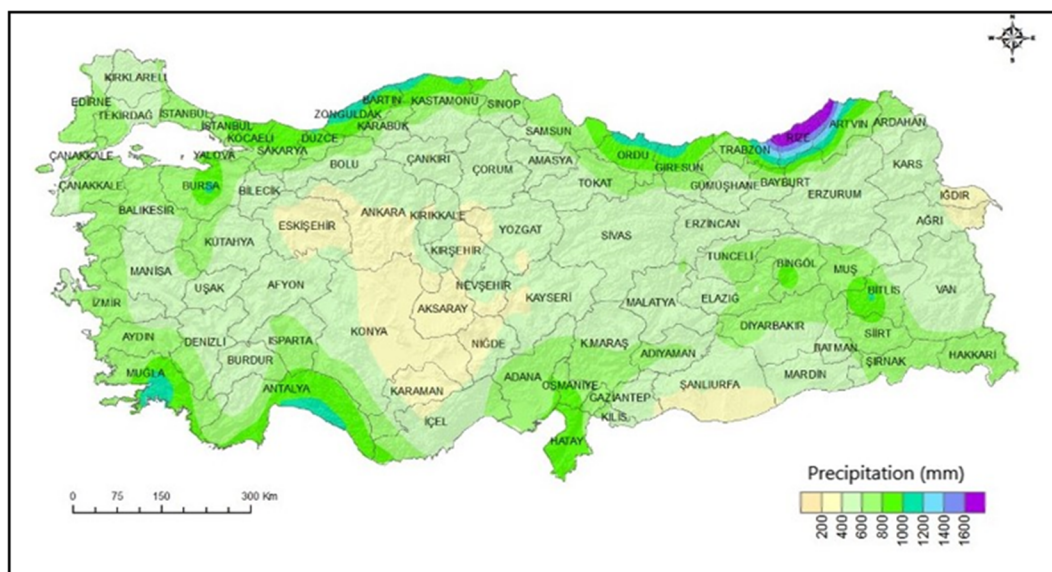 N
W E
S
KIRKLARELİ
EDİRNE
TEKİRDAĞ
İSTANBUL
İSTANBUL
KOCAELİ
ÇANAKKALE
YALOVA
SAKARYA
DÜZCE
ZONGULDAK
BARTIN
KARABÜK
KASTAMONU
SİNOP
SAMSUN
ORDU
GİRESUN
TRABZON
RİZE
ARTVİN
ARDAHAN
ÇANAKKALE
BURSA
BİLECİK
BOLU
ÇANKIRI
ÇORUM
AMASYA
TOKAT
GÜMÜŞHANE
BAYBURT
ERZURUM
KARS
IĞDIR
BALIKESİR
ESKİŞEHİR
ANKARA
KIRIKKALE
YOZGAT
SİVAS
ERZİNCAN
AĞRI
KÜTAHYA
KIRŞEHİR
TUNCELİ
BİNGÖL
MUŞ
MANİSA
UŞAK
AFYON
NEVŞEHİR
KAYSERİ
MALATYA
ELAZIĞ
BİTLİS
VAN
İZMİR
AKSARAY
KONYA
NİĞDE
DİYARBAKIR
SİİRT
AYDIN
DENİZLİ
ISPARTA
K.MARAŞ
ADIYAMAN
BATMAN
ŞIRNAK
HAKKARİ
BURDUR
MUĞLA
ANTALYA
KARAMAN
ADANA
OSMANİYE
GAZİANTEP
ŞANLIURFA
MARDİN
İÇEL
KİLİS
HATAY
Precipitation (mm)
200 400 600 800 1000 1200 1400 1600
0 75 150 300 Km